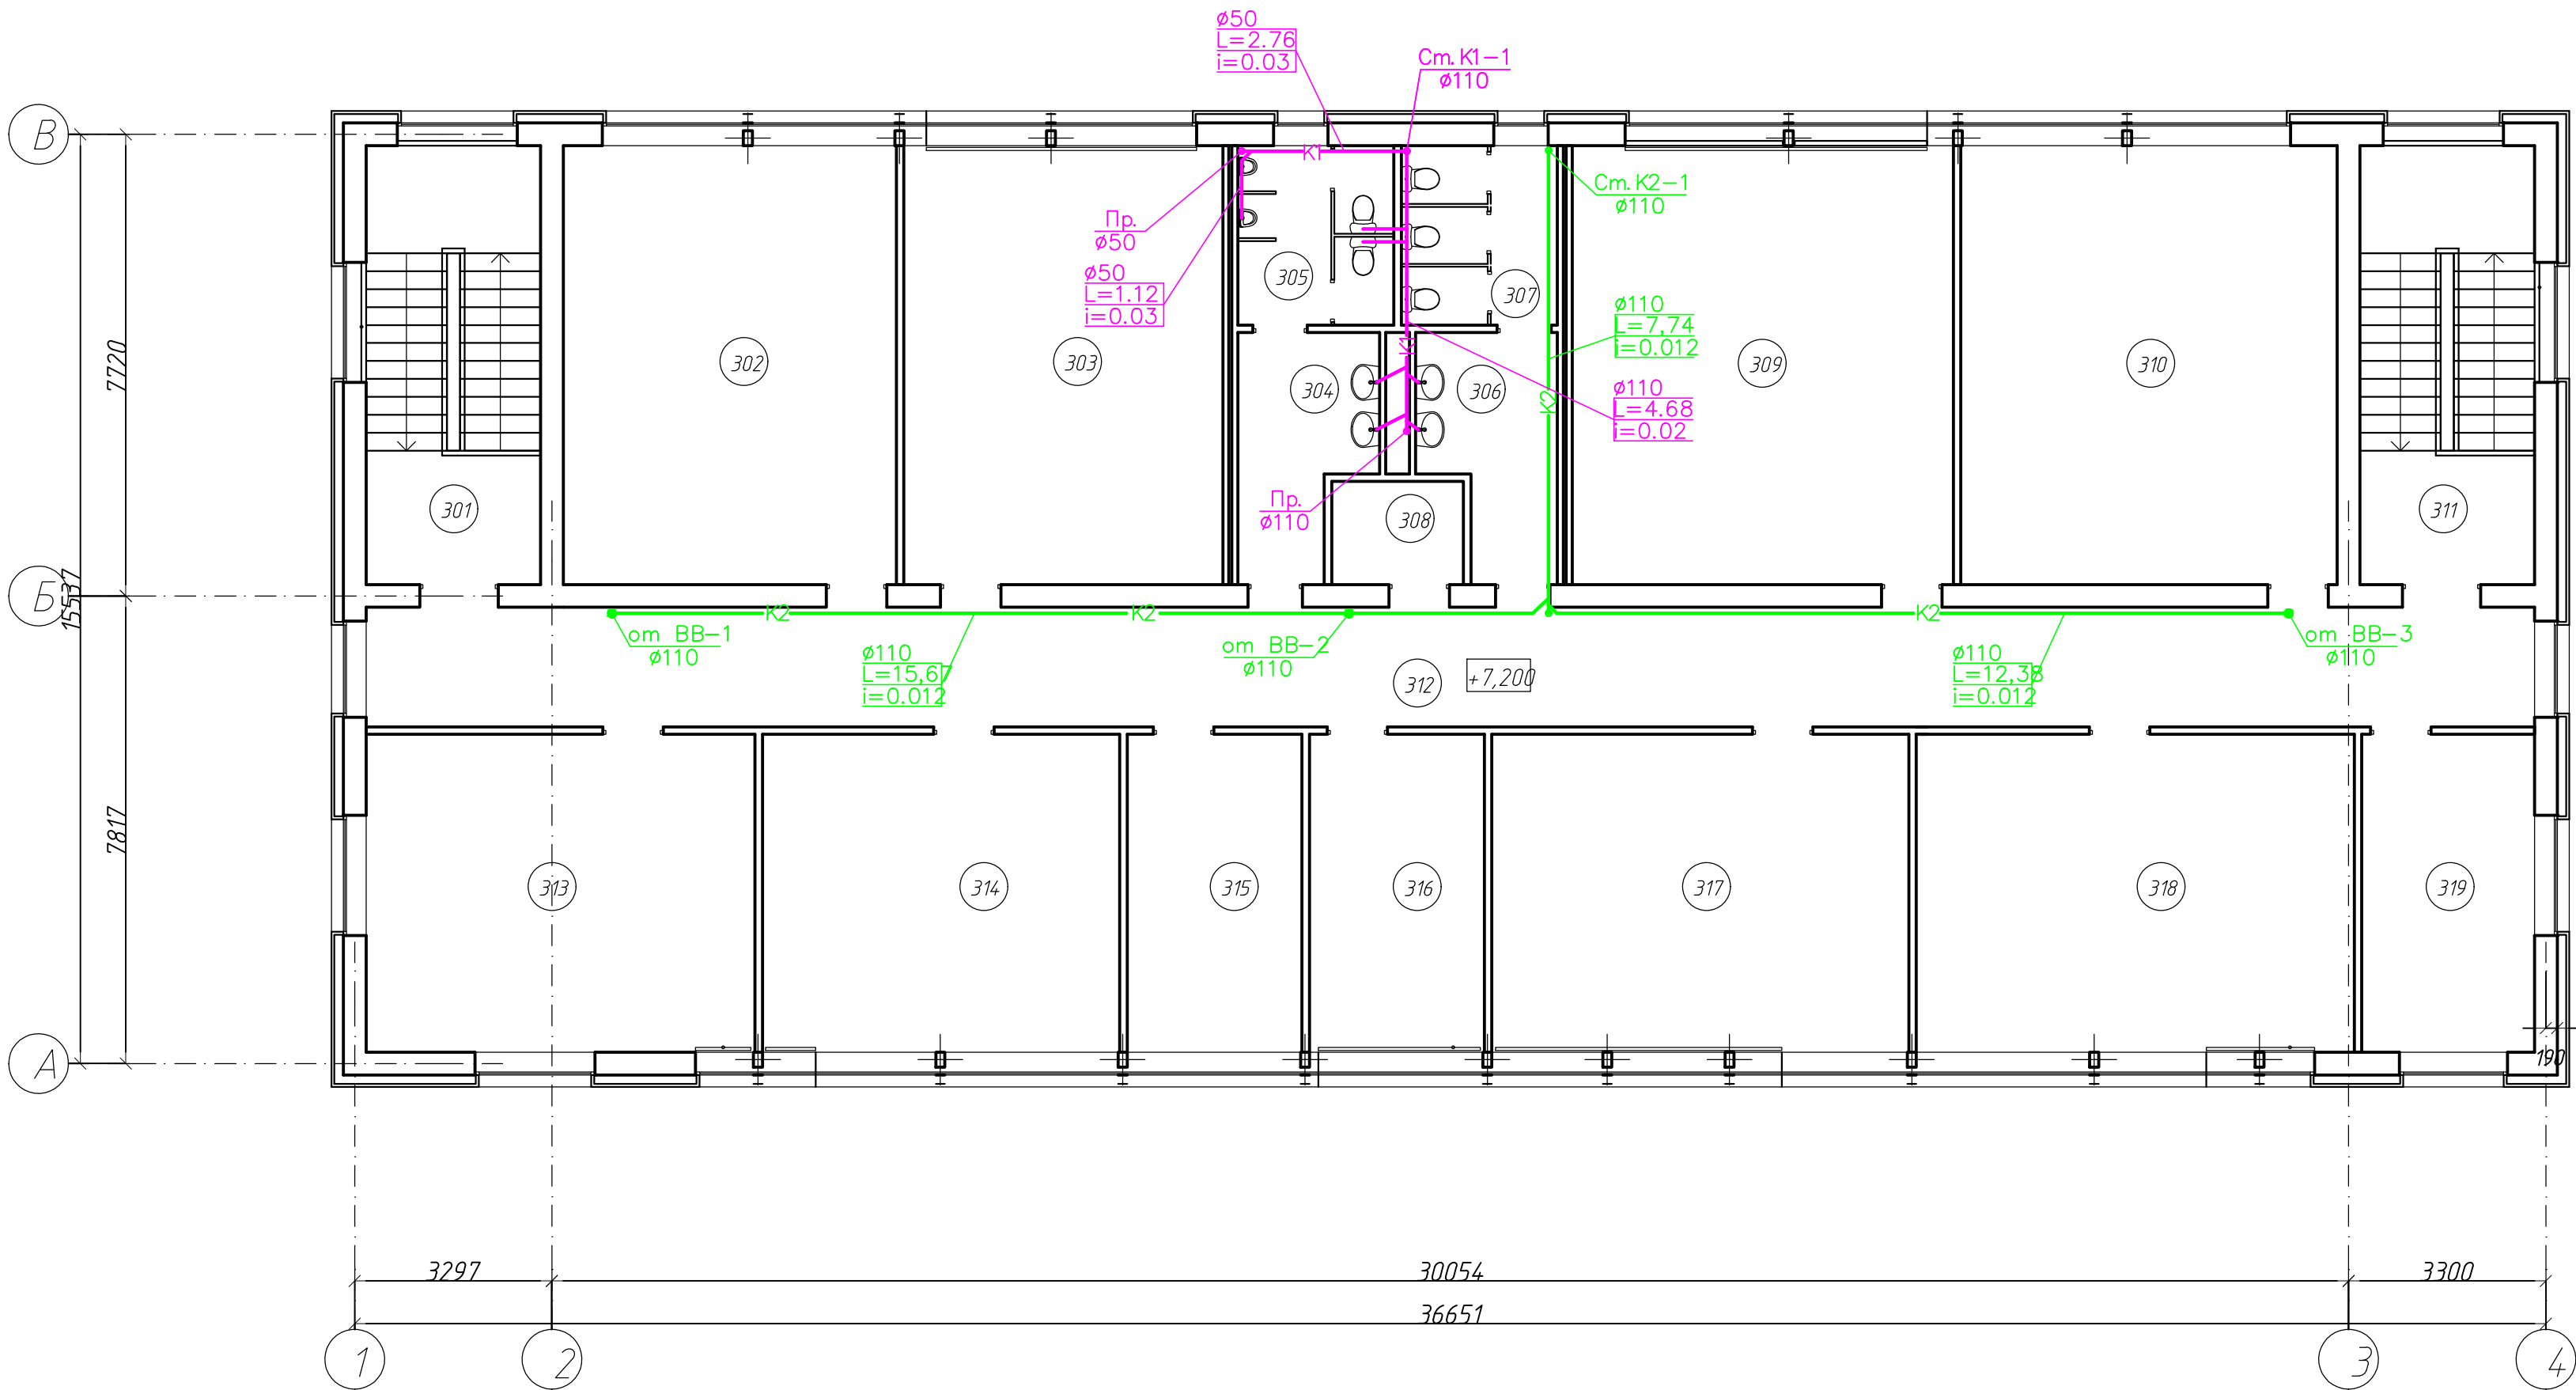 ø50
L=2.76
i=0.03
Ст. К1-1
ø110
В
К1
Ст. К2-1
ø110
Пр.
ø50
ø50
L=1.12
i=0.03
305
307
ø110
L=7,74
i=0.012
7720
302
303
К1
309
310
304
306
К2
ø110
L=4.68
i=0.02
301
Пр.
ø110
308
311
Б
15537
К2
К2
К2
от ВВ-1
ø110
от ВВ-2
ø110
от ВВ-3
ø110
ø110
L=15,67
i=0.012
312
+7,200
ø110
L=12,38
i=0.012
7817
313
314
315
316
317
318
319
А
190
3297
30054
3300
36651
1
2
3
4